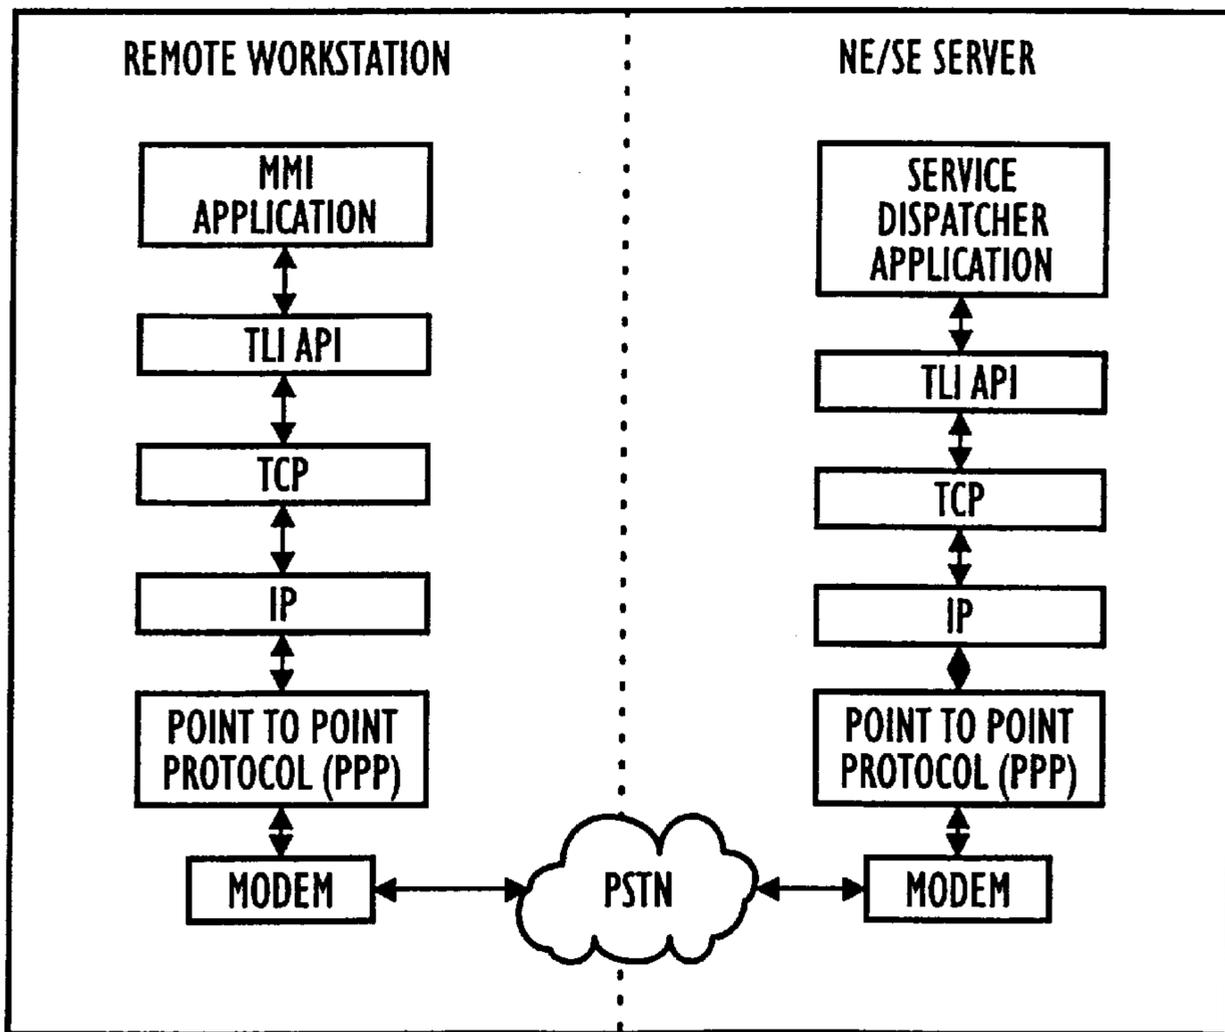 REMOTE WORKSTATION
MMI
APPLICATION
TLI API
TCP
IP
POINT TO POINT
PROTOCOL (PPP)
MODEM
PSTN
NE/SE SERVER
SERVICE
DISPATCHER
APPLICATION
TLI API
TCP
IP
POINT TO POINT
PROTOCOL (PPP)
MODEM